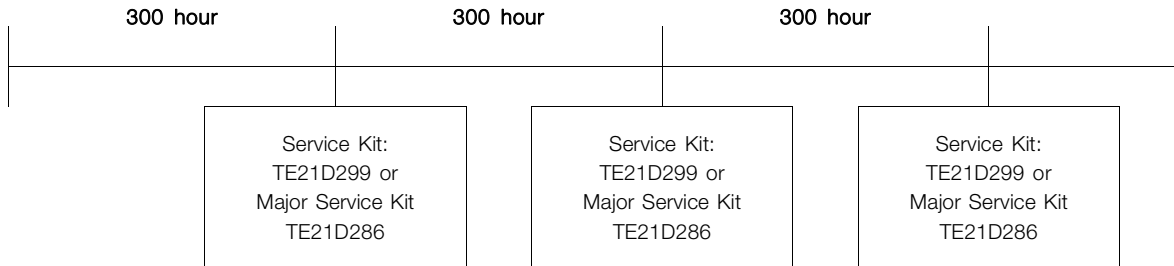 300 hour
300 hour
300 hour
Service Kit:
TE21D299 or
Major Service Kit
TE21D286
Service Kit:
TE21D299 or
Major Service Kit
TE21D286
Service Kit:
TE21D299 or
Major Service Kit
TE21D286